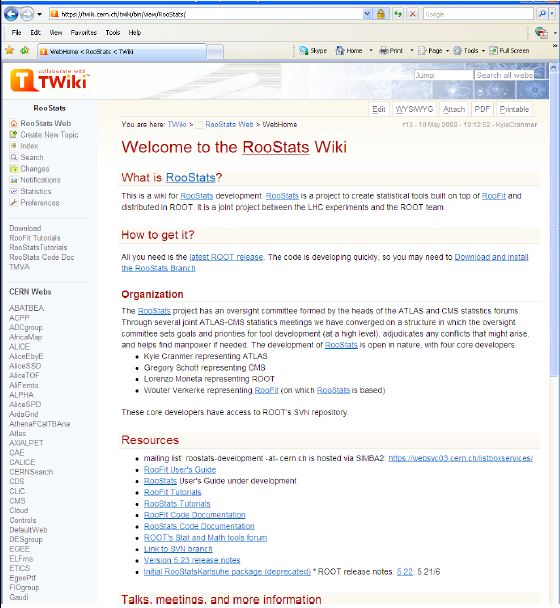 https://twiki.cern.ch/twiki/bin/view/RooStats/
Google
File Edit View Favorites Tools Help
WebHome < RooStats < TWiki
Skype Home Print Page Tools Full Screen
collaborate with
TWiki
Jump Search all webs
RooStats
Edit WYSIWYG Attach PDF Printable
RooStats Web
Create New Topic
Index
Search
Changes
Notifications
Statistics
Preferences
Download
RooFit Tutorials
RooStatsTutorials
RooStats Code Doc
TMVA
CERN Webs
ABATBEA
ACPP
ADCgroup
AfricaMap
ALICE
AliceEbyE
AliceSSD
AliceTOF
AliFemto
ALPHA
AliceSPD
ArdaGrid
AthenaFCalTBAna
Atlas
AXIALPET
CAE
CALICE
CERNSearch
CDS
CLIC
CMS
Cloud
Controls
DefaultWeb
DESgroup
EGEE
ELFms
ETICS
EgeePtf
FIOgroup
Gaudi
You are here: TWiki > RooStats Web > WebHome
r13 - 10 May 2009 - 19:12:52 - KyleCranmer
Welcome to the RooStats Wiki
What is RooStats?
This is a wiki for RooStats development. RooStats is a project to create statistical tools built on top of RooFit and
distributed in ROOT. It is a joint project between the LHC experiments and the ROOT team.
How to get it?
All you need is the latest ROOT release. The code is developing quickly, so you may need to Download and install
the RooStats Branch
Organization
The RooStats project has an oversight committee formed by the heads of the ATLAS and CMS statistics forums.
Through several joint ATLAS-CMS statistics meetings we have converged on a structure in which the oversight
committee sets goals and priorities for tool development (at a high level), adjudicates any conflicts that might arise,
and helps find manpower if needed. The development of RooStats is open in nature, with four core developers:
• Kyle Cranmer representing ATLAS
• Gregory Schott representing CMS
• Lorenzo Moneta representing ROOT
• Wouter Verkerke representing RooFit (on which RooStats is based)
These core developers have access to ROOT's SVN repository.
Resources
• mailing list: roostats-development -at- cern.ch is hosted via SIMBA2: https://websvc03.cern.ch/listboxservices/
• RooFit User's Guide
• RooStats User's Guide under development
• RooFit Tutorials
• RooStats Tutorials
• RooFit Code Documentation
• RooStats Code Documentation
• ROOT's Stat and Math tools forum
• Link to SVN branch
• Version 5.23 release notes
• Initial RooStatsKarlsuhe package (deprecated) * ROOT release notes: 5.22, 5.21/6
Talks, meetings, and more information